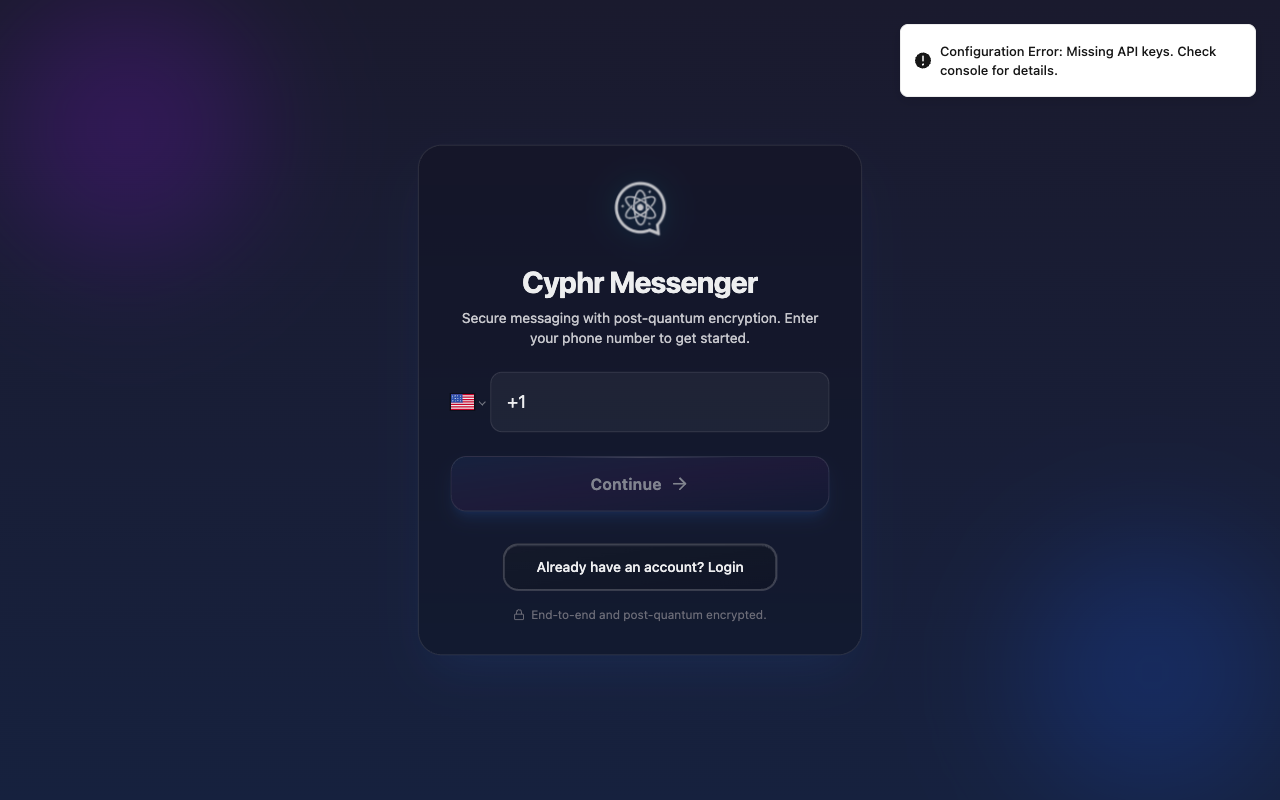 Configuration Error: Missing API keys. Check
console for details.
Cyphr Messenger
Secure messaging with post-quantum encryption. Enter
your phone number to get started.
+1
Continue
Already have an account? Login
End-to-end and post-quantum encrypted.